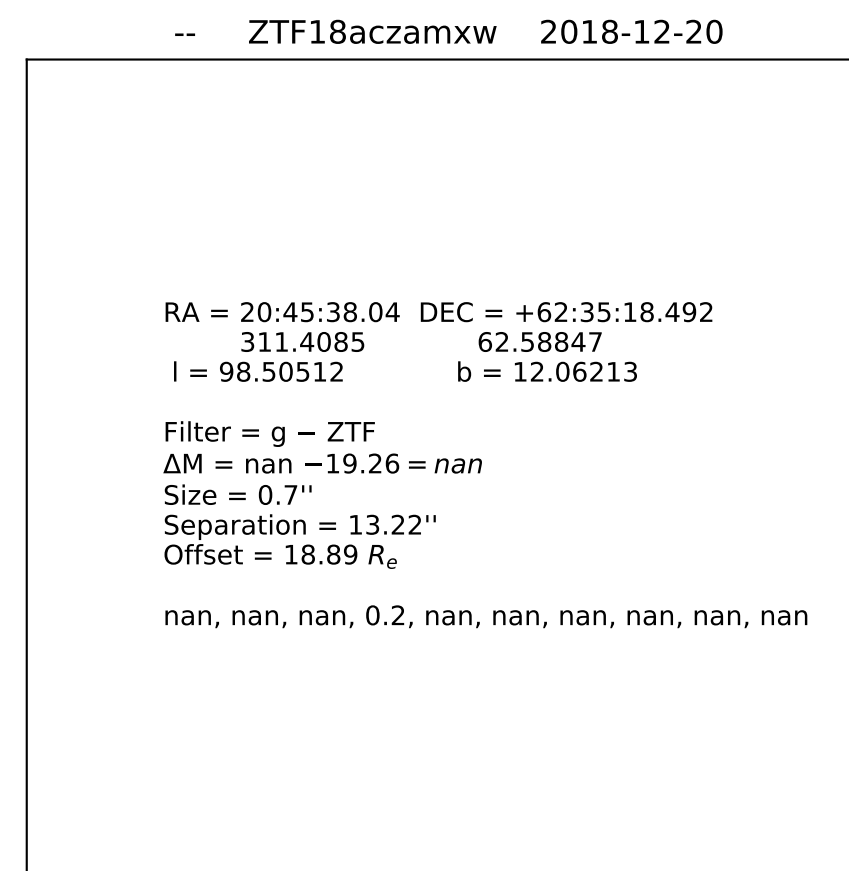 -- ZTF18aczamxw 2018-12-20
RA = 20:45:38.04 DEC = +62:35:18.492
311.4085 62.58847
l = 98.50512 b = 12.06213
Filter = g − ZTF
ΔM = nan −19.26 = nan
Size = 0.7''
Separation = 13.22''
Offset = 18.89 Rₑ
nan, nan, nan, 0.2, nan, nan, nan, nan, nan, nan